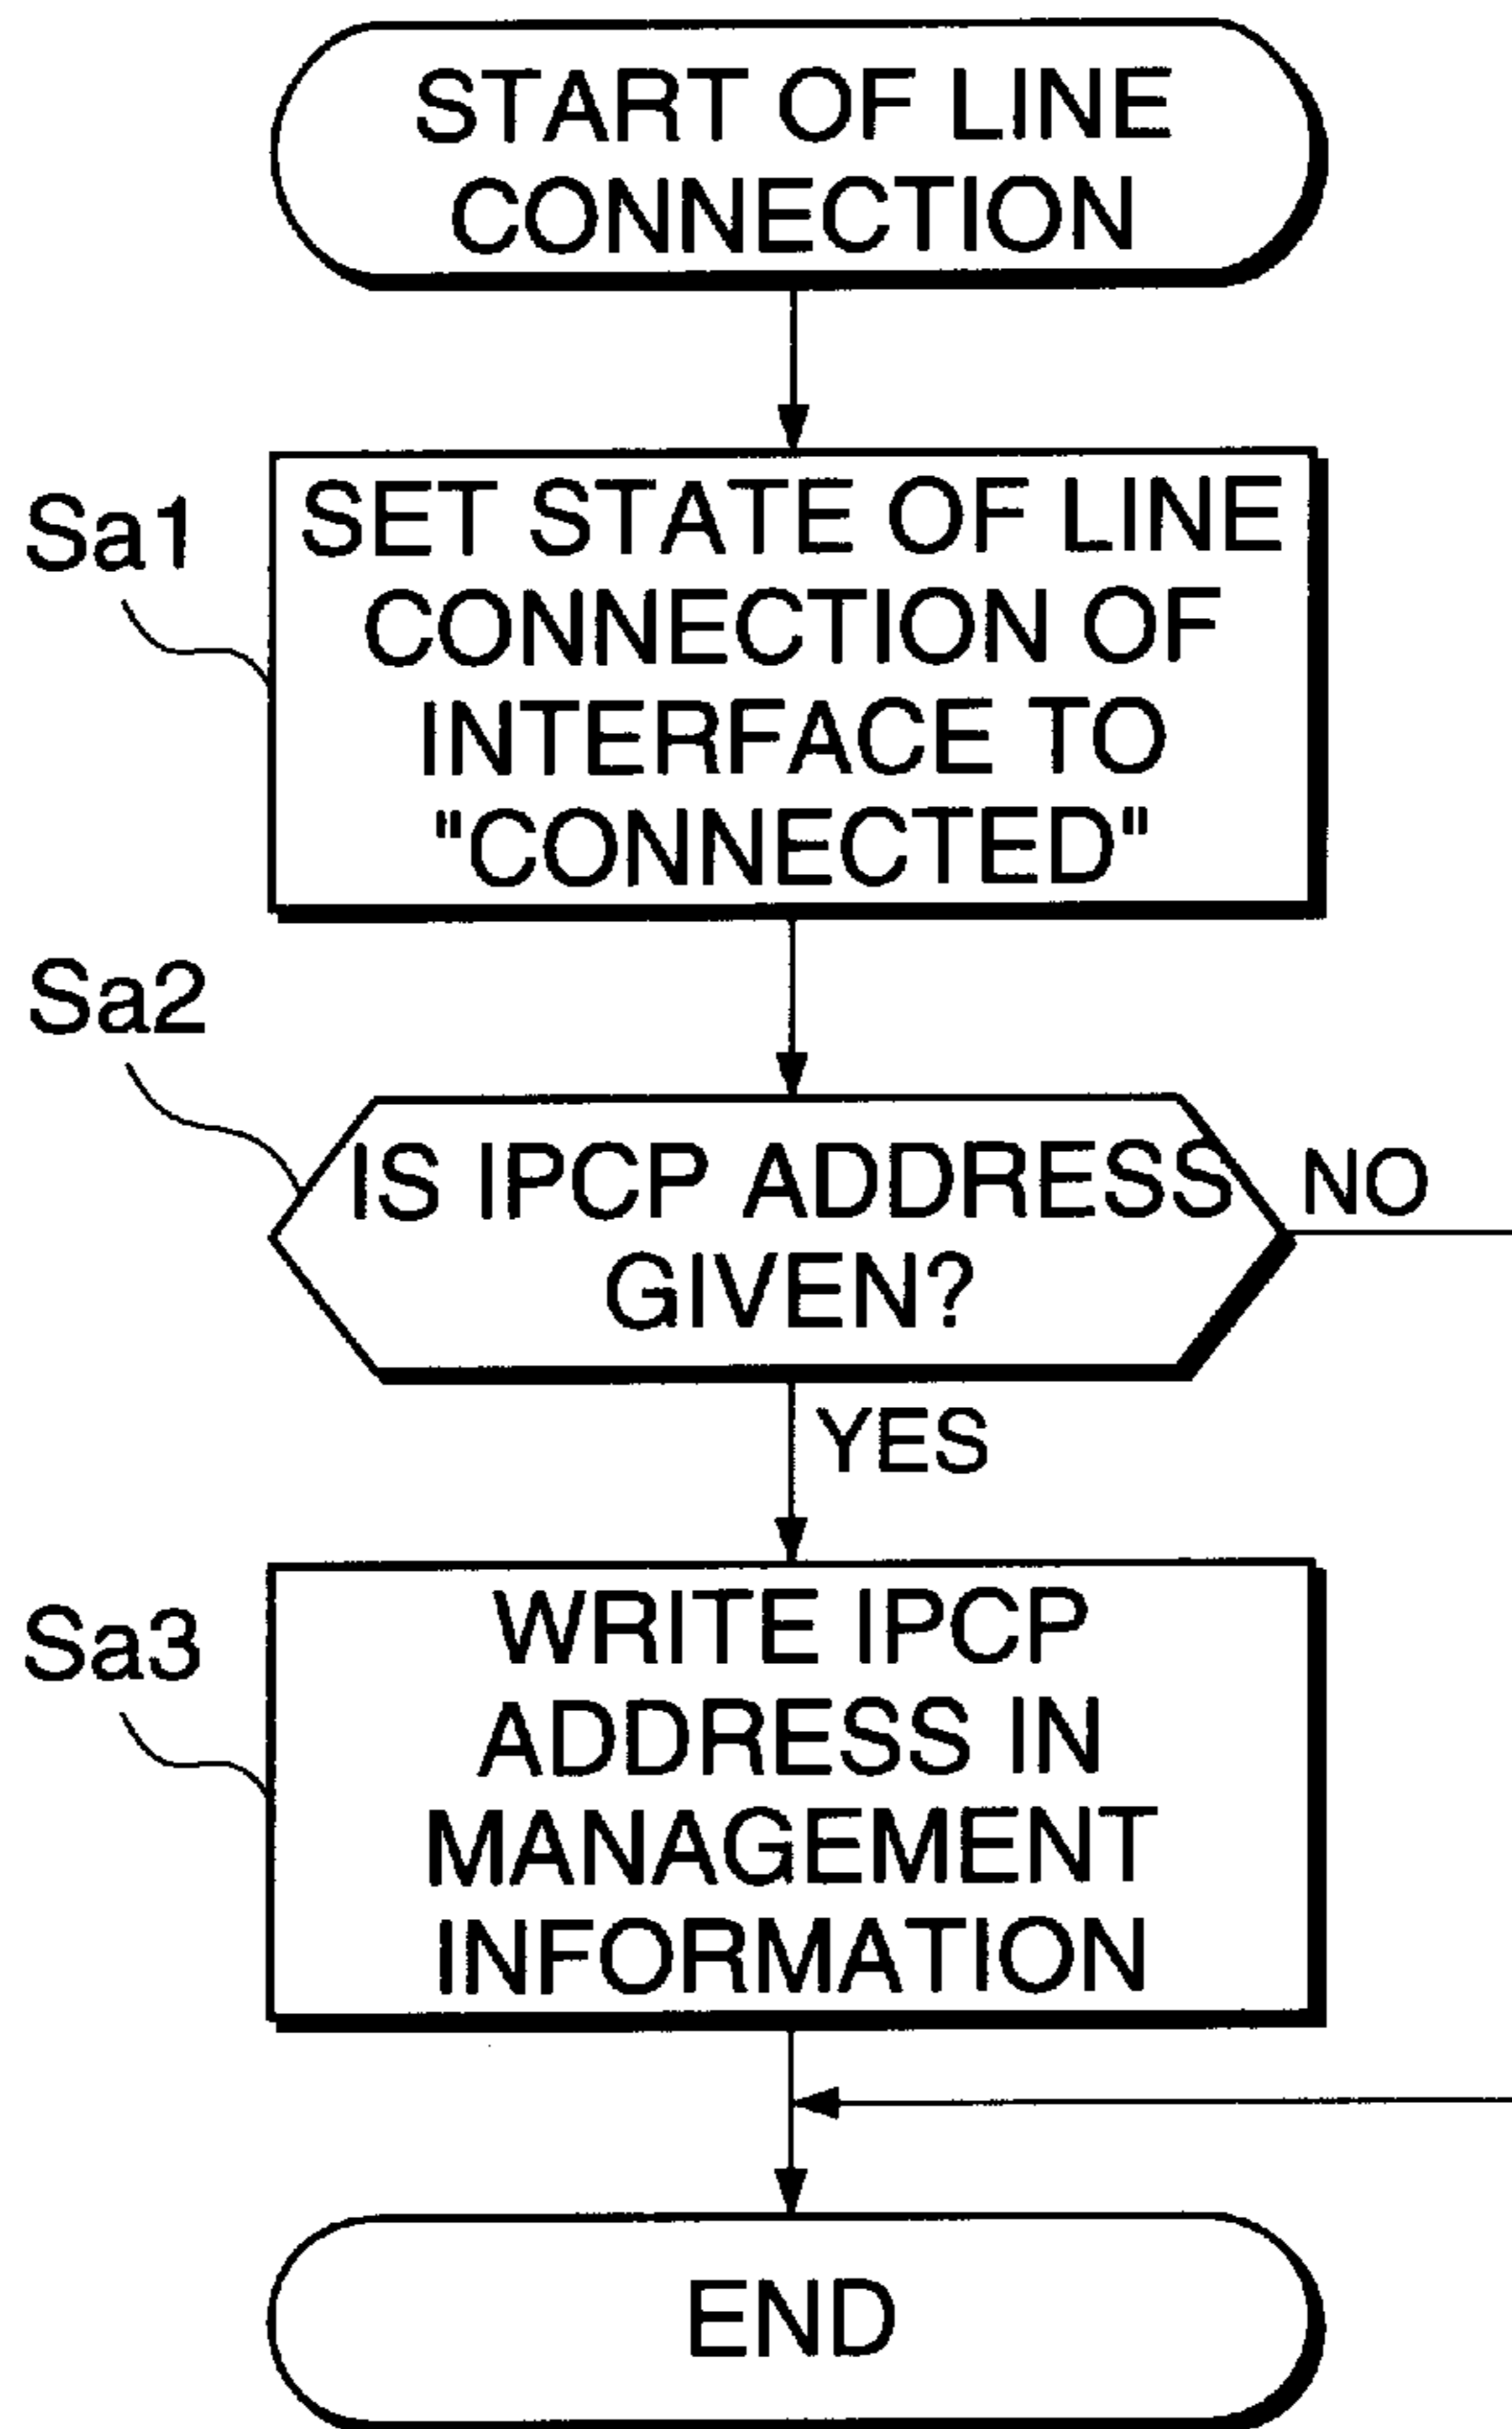 START OF LINE
CONNECTION
Sa1
SET STATE OF LINE
CONNECTION OF
INTERFACE TO
"CONNECTED"
Sa2
IS IPCP ADDRESS
GIVEN?
NO
YES
Sa3
WRITE IPCP
ADDRESS IN
MANAGEMENT
INFORMATION
END